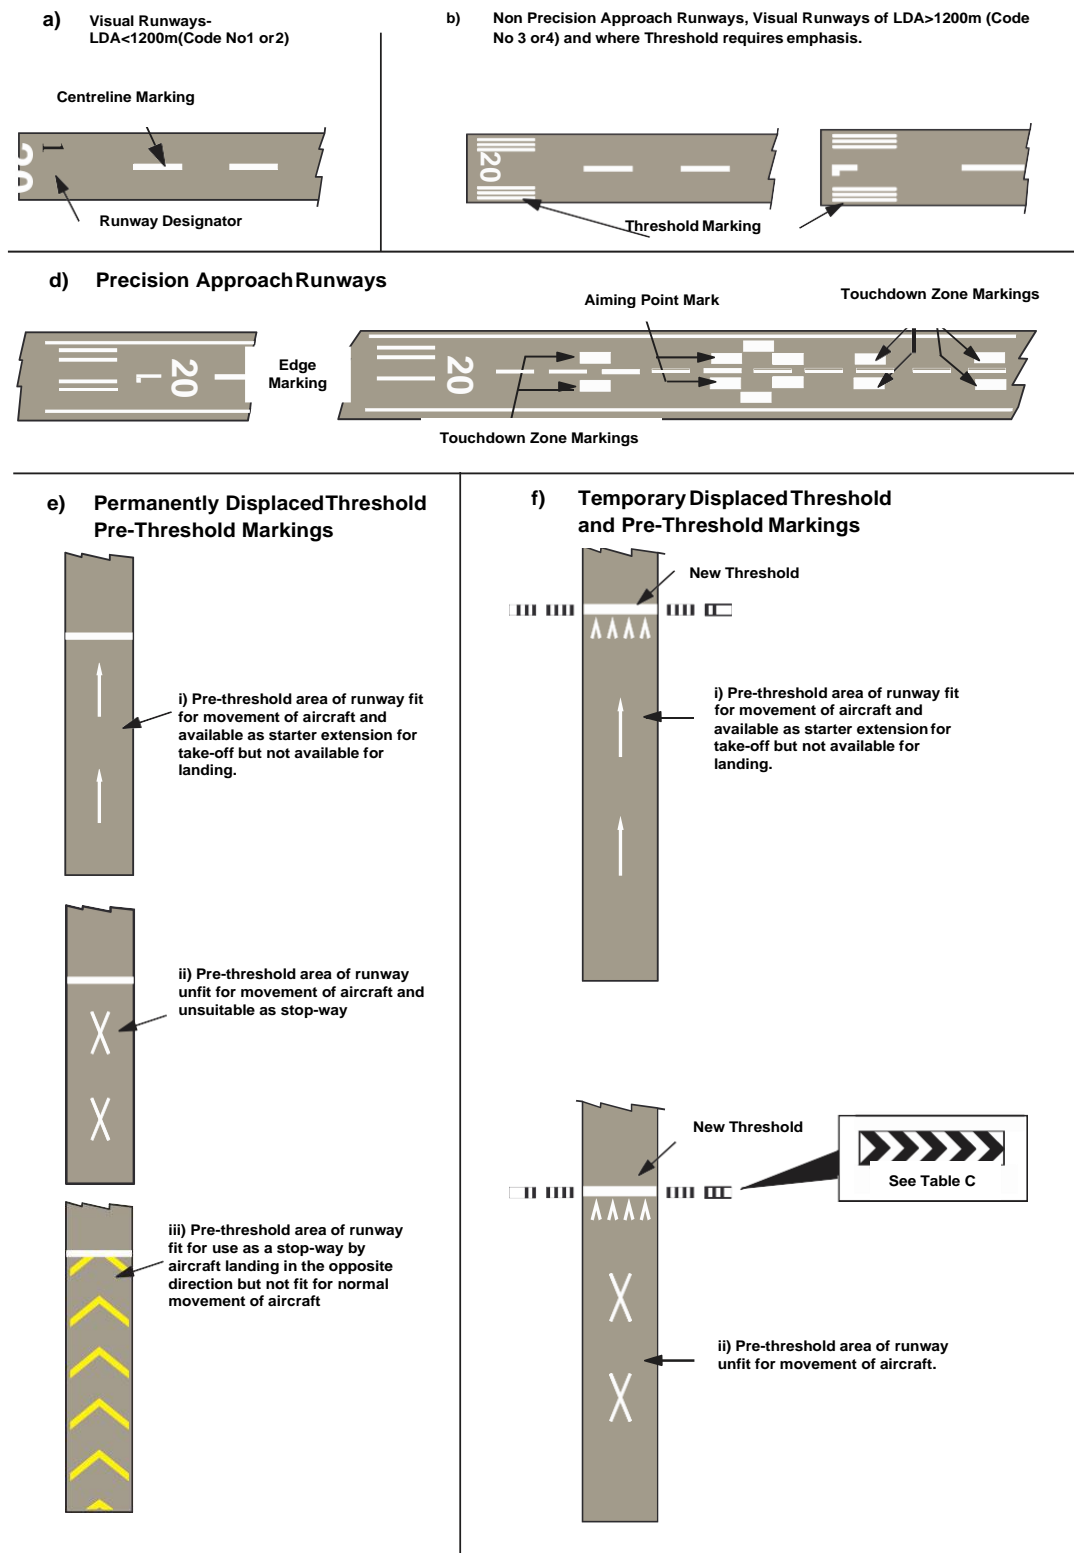 a) Visual Runways-
LDA<1200m(Code No1 or2)
b) Non Precision Approach Runways, Visual Runways of LDA>1200m (Code
No 3 or4) and where Threshold requires emphasis.
Centreline Marking
20
1
Runway Designator
20
L
Threshold Marking
d) Precision Approach Runways
Aiming Point Mark
Touchdown Zone Markings
L
20
Edge
Marking
20
Touchdown Zone Markings
e) Permanently Displaced Threshold
Pre-Threshold Markings
i) Pre-threshold area of runway fit
for movement of aircraft and
available as starter extension for
take-off but not available for
landing.
ii) Pre-threshold area of runway
unfit for movement of aircraft and
unsuitable as stop-way
iii) Pre-threshold area of runway
fit for use as a stop-way by
aircraft landing in the opposite
direction but not fit for normal
movement of aircraft
f) Temporary Displaced Threshold
and Pre-Threshold Markings
New Threshold
i) Pre-threshold area of runway fit
for movement of aircraft and
available as starter extension for
take-off but not available for
landing.
New Threshold
See Table C
ii) Pre-threshold area of runway
unfit for movement of aircraft.